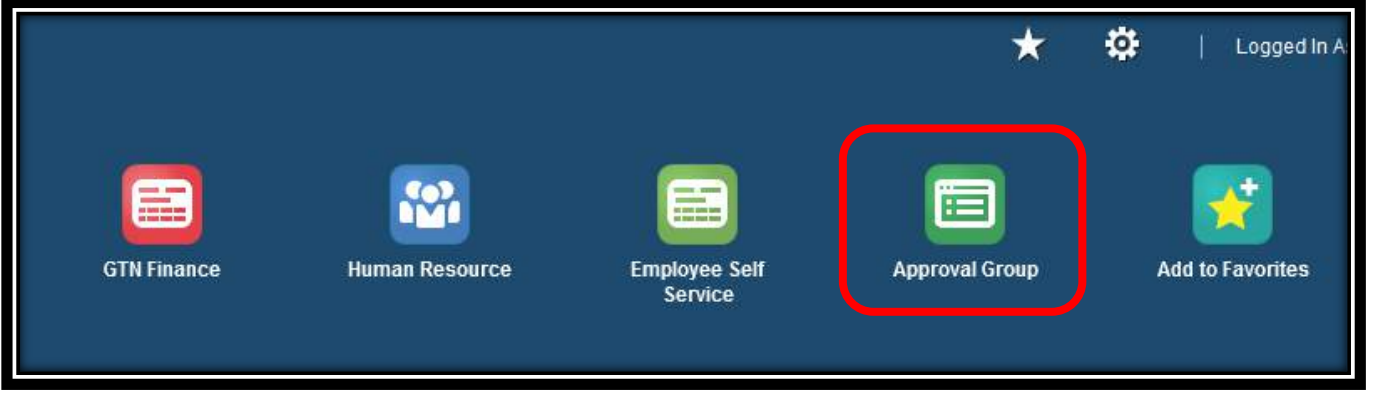 Logged In A
GTN Finance
Human Resource
Employee Self
Service
Approval Group
Add to Favorites